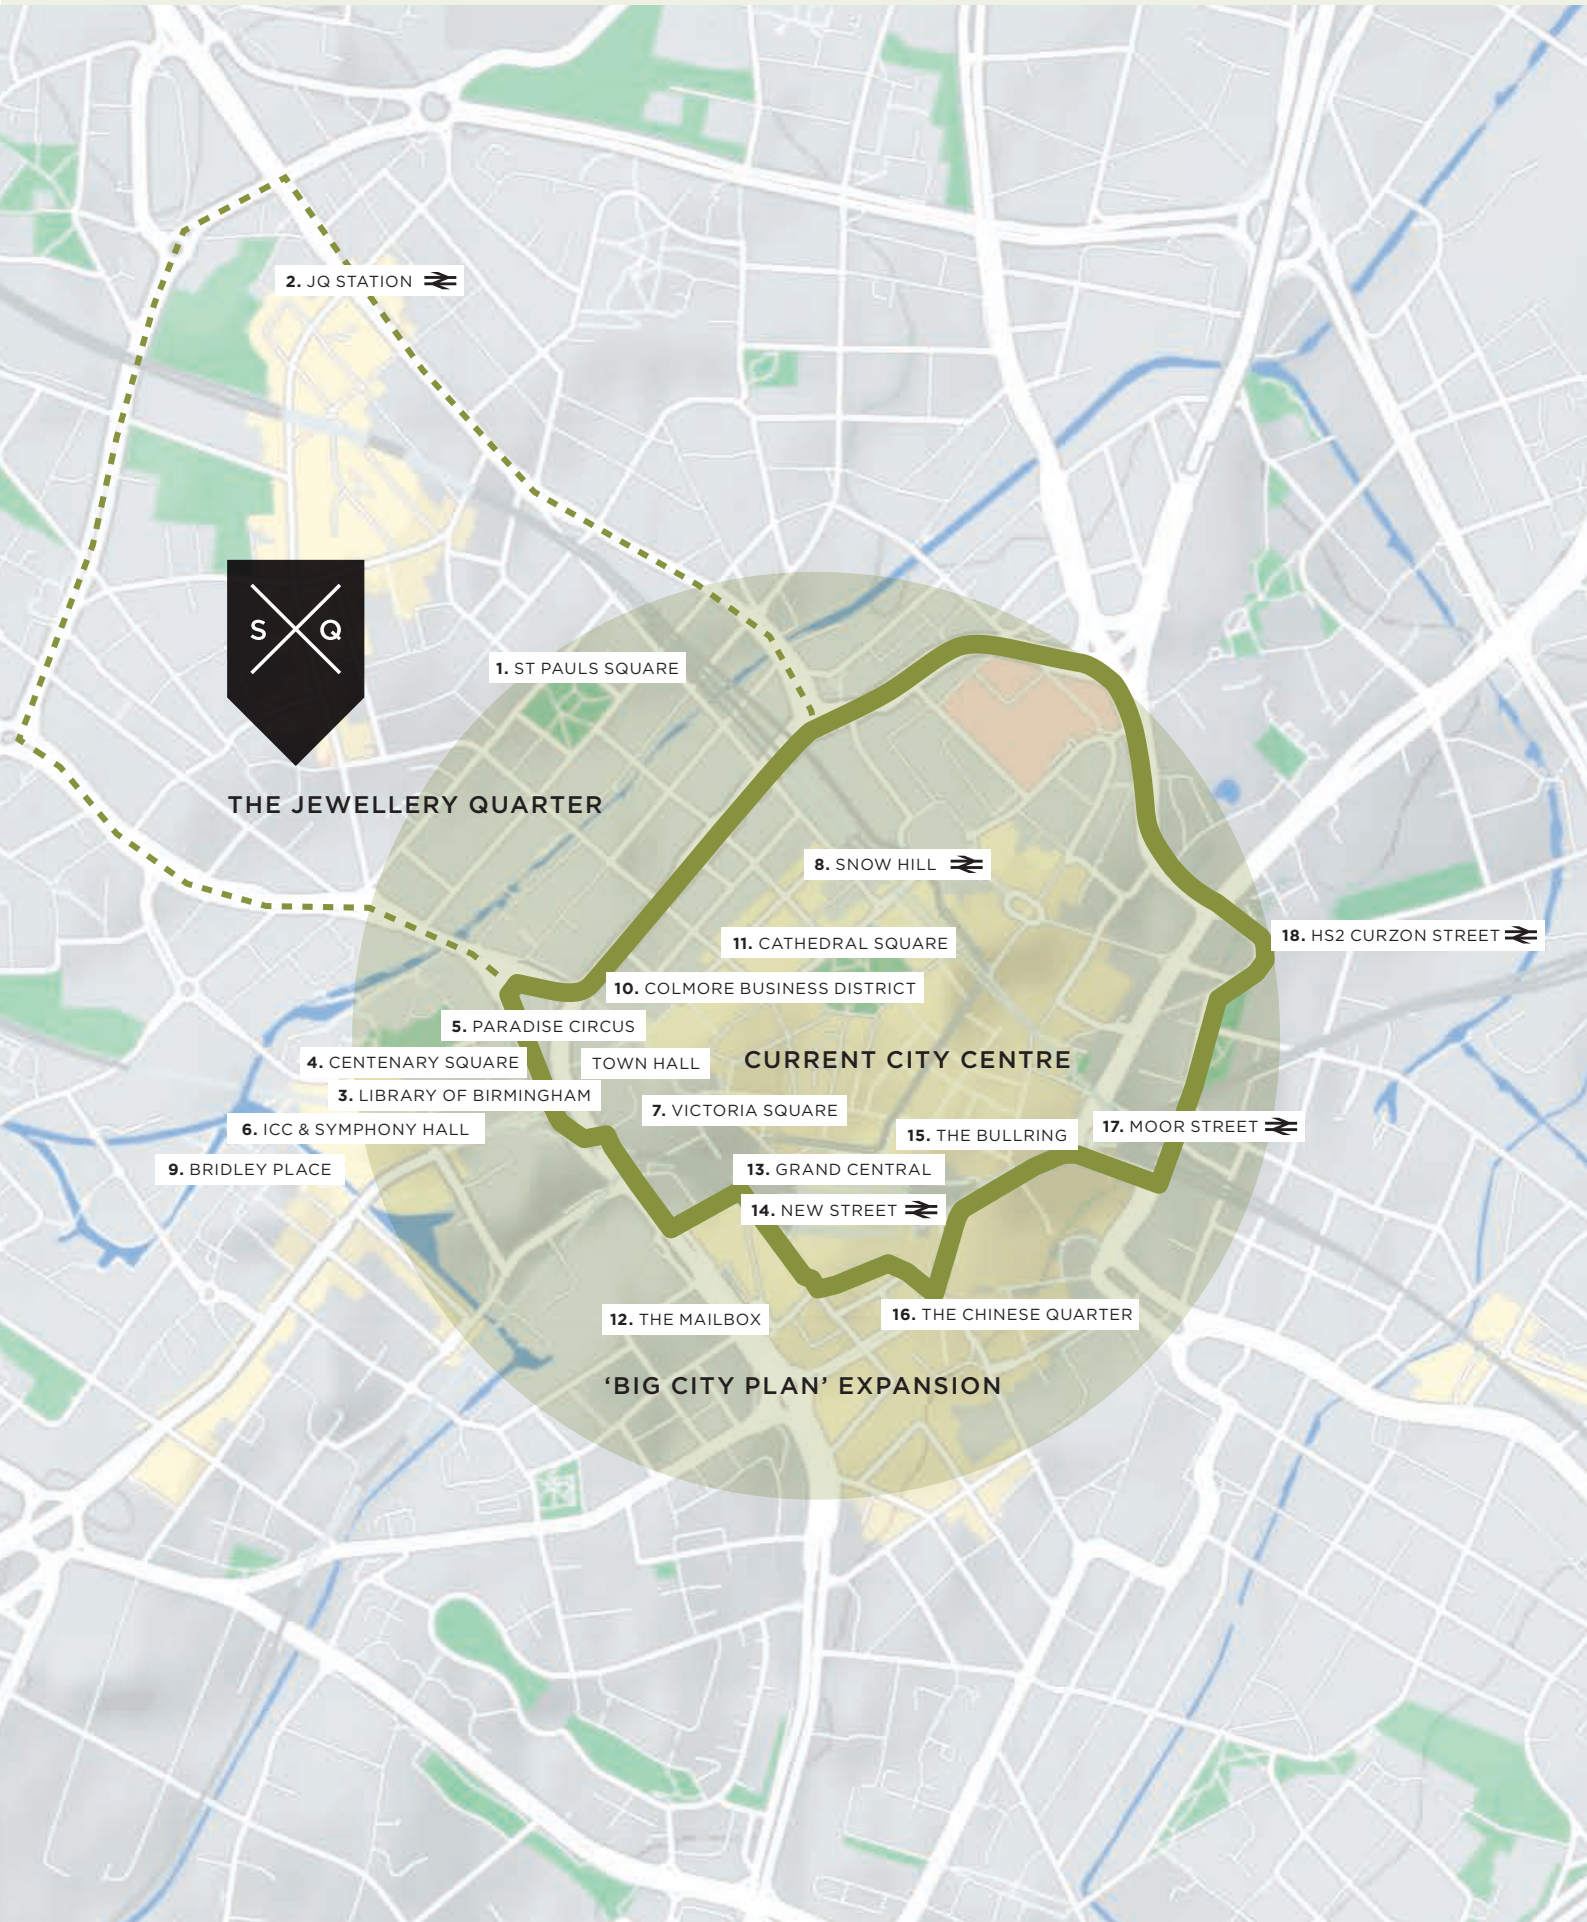 2. JQ STATION
S Q
1. ST PAULS SQUARE
THE JEWELLERY QUARTER
8. SNOW HILL
18. HS2 CURZON STREET
11. CATHEDRAL SQUARE
10. COLMORE BUSINESS DISTRICT
5. PARADISE CIRCUS
4. CENTENARY SQUARE
TOWN HALL
CURRENT CITY CENTRE
3. LIBRARY OF BIRMINGHAM
7. VICTORIA SQUARE
6. ICC & SYMPHONY HALL
15. THE BULLRING
17. MOOR STREET
9. BRIDLEY PLACE
13. GRAND CENTRAL
14. NEW STREET
12. THE MAILBOX
16. THE CHINESE QUARTER
‘BIG CITY PLAN’ EXPANSION